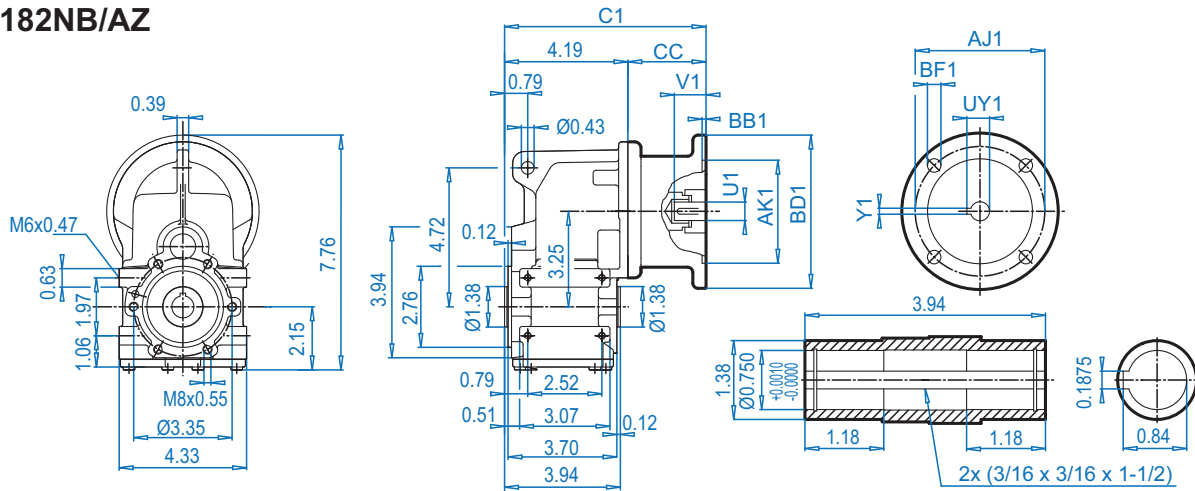 182NB/AZ
0.39
M6x0.47
0.63
1.97
1.06
7.76
2.15
M8x0.55
Ø3.35
4.33
C1
4.19
CC
0.79
V1
Ø0.43
BB1
4.72
0.12
3.25
U1
AK1
BD1
3.94
2.76
Ø1.38
Ø1.38
0.79
2.52
0.51
3.07
0.12
3.70
3.94
AJ1
BF1
UY1
Y1
3.94
1.38
Ø0.750
+0.0010
-0.0000
1.18
1.18
2x (3/16 x 3/16 x 1-1/2)
0.1875
0.84